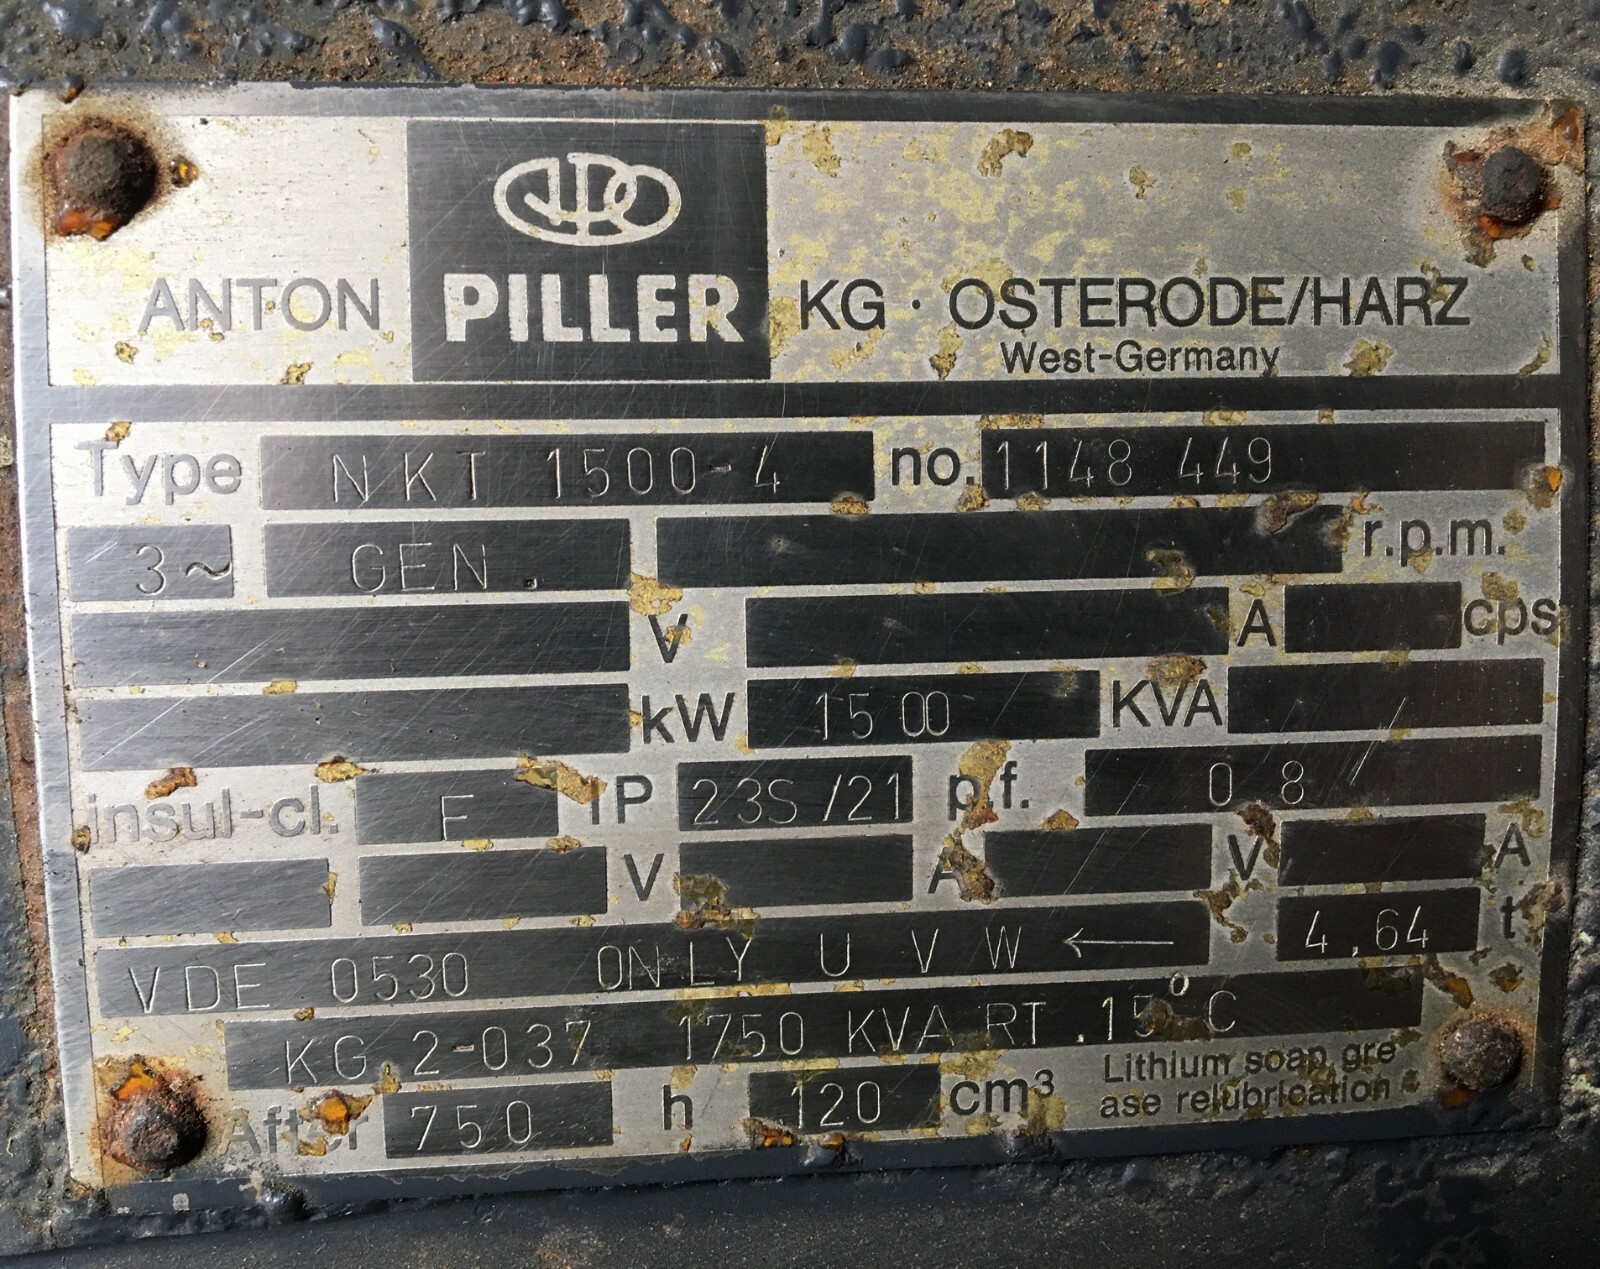 ANTON PILLER KG · OSTERODE/HARZ
West-Germany
Type NKT 1500-4 no. 1148 449
3~ GEN. r.p.m.
V A cps
kW 1500 KVA
insul-cl. F IP 23S/21 p.f. 0 8
V A V A
VDE 0530 ONLY U V W ← 4,64 t
KG.2-037 1750 KVA RT.15°C
After 750 h 120 cm³ Lithium soap gre
ase relubrication